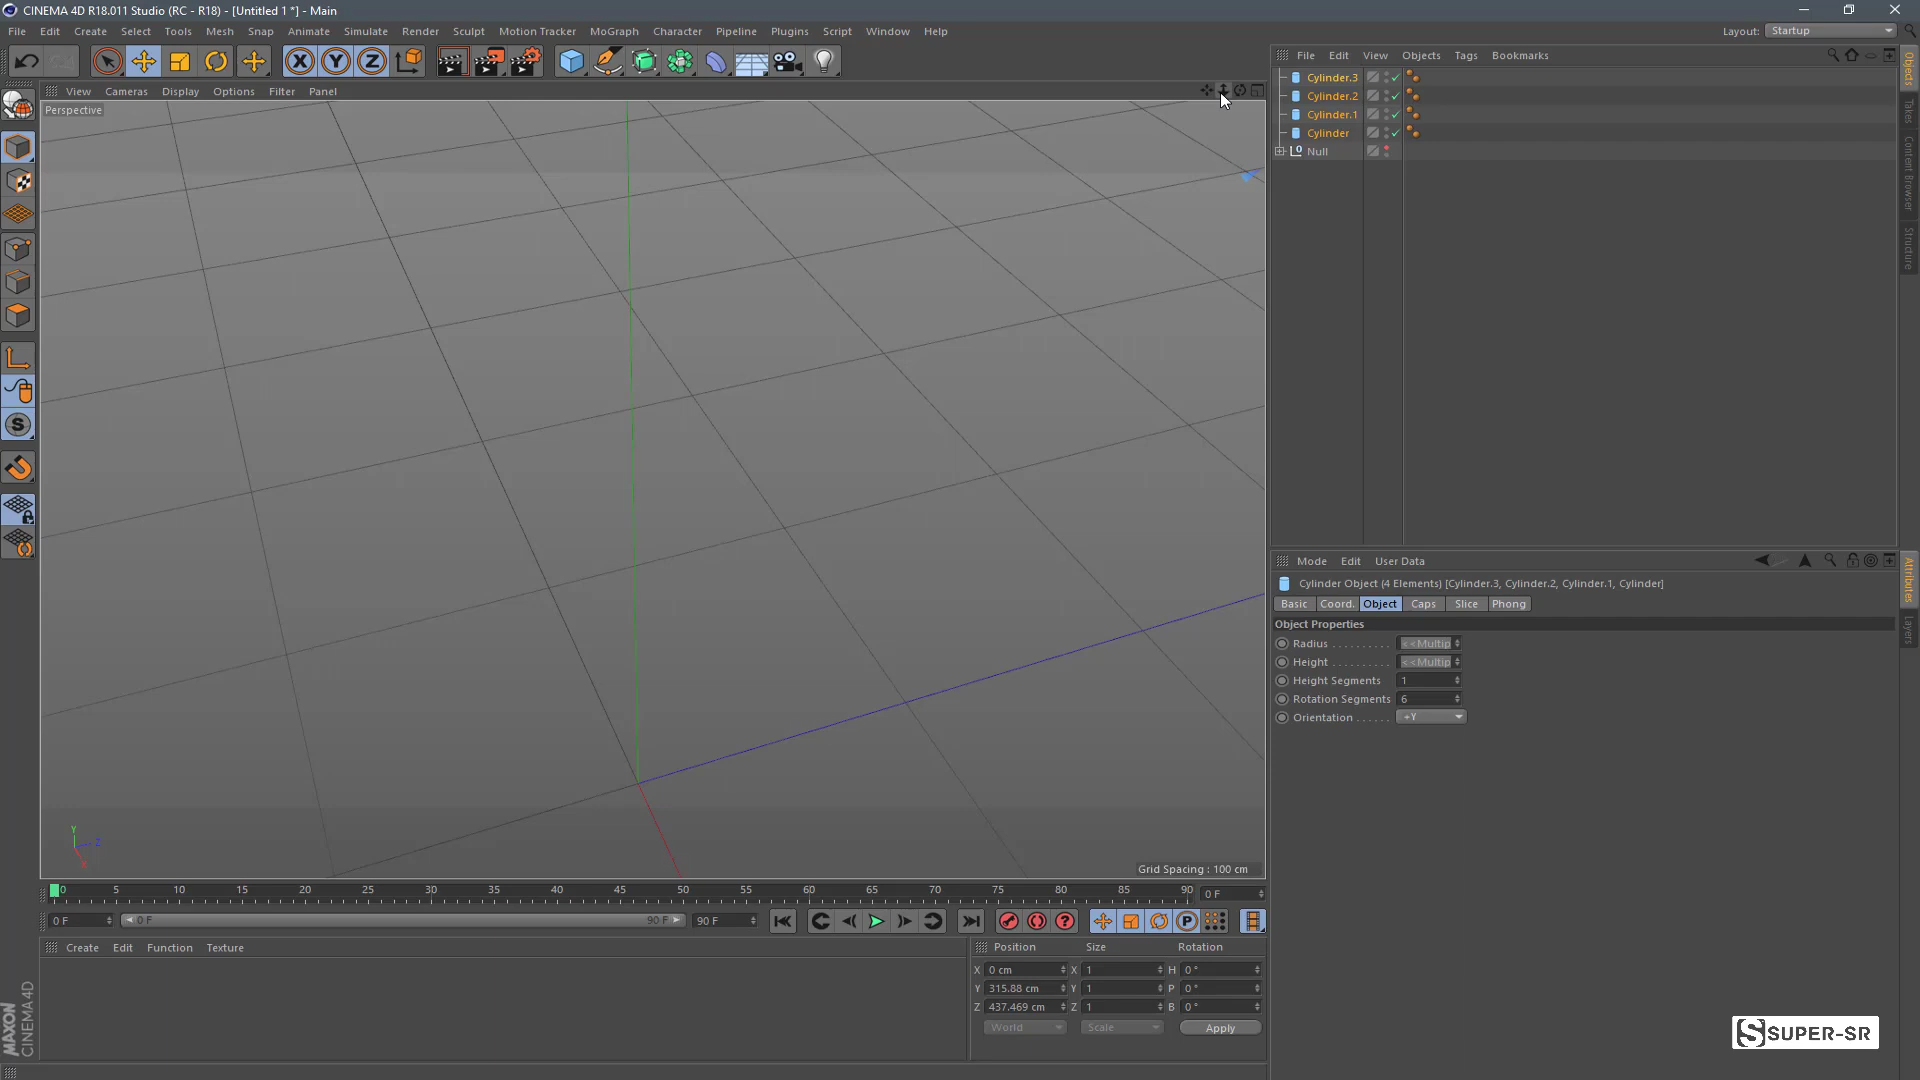 CINEMA 4D R18.011 Studio (RC - R18) - [Untitled 1 *] - Main
File Edit Create Select Tools Mesh Snap Animate Simulate Render Sculpt Motion Tracker MoGraph Character Pipeline Plugins Script Window Help
Layout: Startup
File Edit View Objects Tags Bookmarks
View Cameras Display Options Filter Panel
Perspective
Cylinder.3
Cylinder.2
Cylinder.1
Cylinder
Null
Objects
Takes
Content Browser
Structure
Mode Edit User Data
Cylinder Object (4 Elements) [Cylinder.3, Cylinder.2, Cylinder.1, Cylinder]
Basic Coord. Object Caps Slice Phong
Object Properties
Radius . . . . . . . . . . <<Multip
Height . . . . . . . . . . <<Multip
Height Segments 1
Rotation Segments 6
Orientation . . . . . . +Y
Attributes
Layers
Y
Z
X
Grid Spacing : 100 cm
0 5 10 15 20 25 30 35 40 45 50 55 60 65 70 75 80 85 90
0 F
0 F 0 F 90 F 90 F
Create Edit Function Texture
Position Size Rotation
X 0 cm X 1 H 0 °
Y 315.88 cm Y 1 P 0 °
Z 437.469 cm Z 1 B 0 °
World Scale Apply
MAXON
CINEMA 4D
SUPER-SR